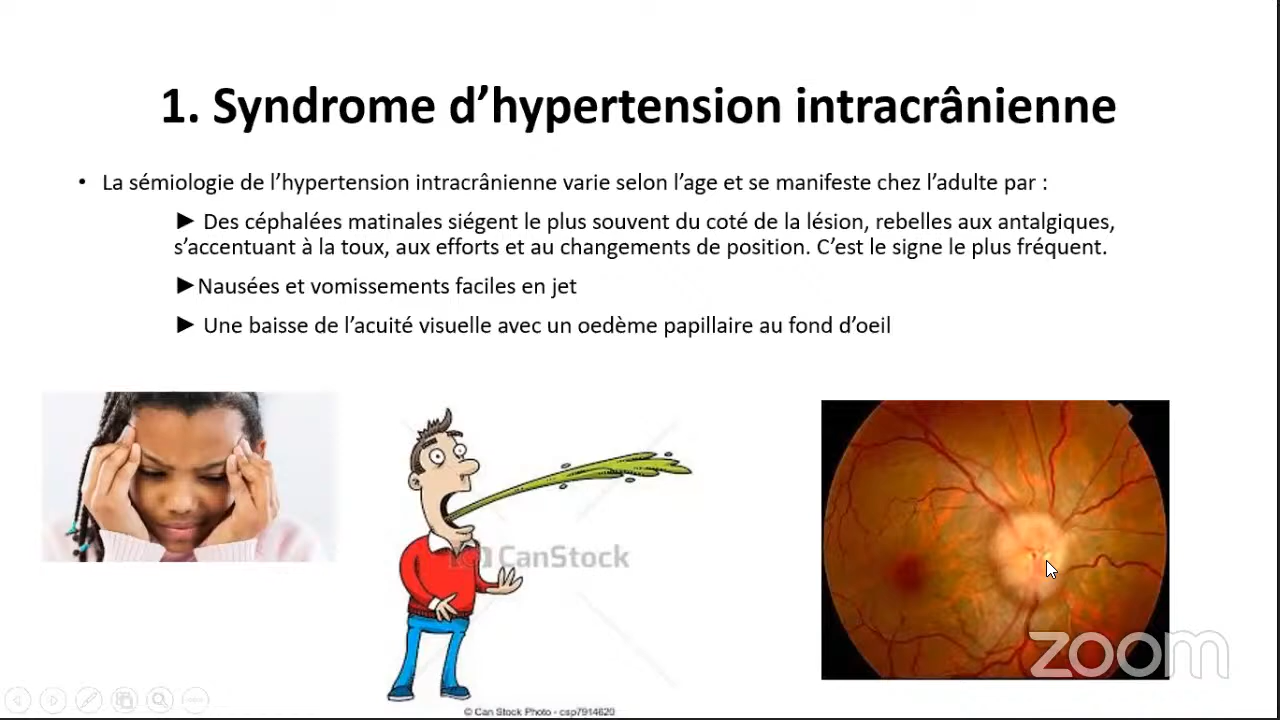 1. Syndrome d’hypertension intracrânienne
• La sémiologie de l’hypertension intracrânienne varie selon l’age et se manifeste chez l’adulte par :
► Des céphalées matinales siégent le plus souvent du coté de la lésion, rebelles aux antalgiques,
s’accentuant à la toux, aux efforts et au changements de position. C’est le signe le plus fréquent.
►Nausées et vomissements faciles en jet
► Une baisse de l’acuité visuelle avec un oedème papillaire au fond d’oeil
CanStock
zoom
© Can Stock Photo - csp7914620